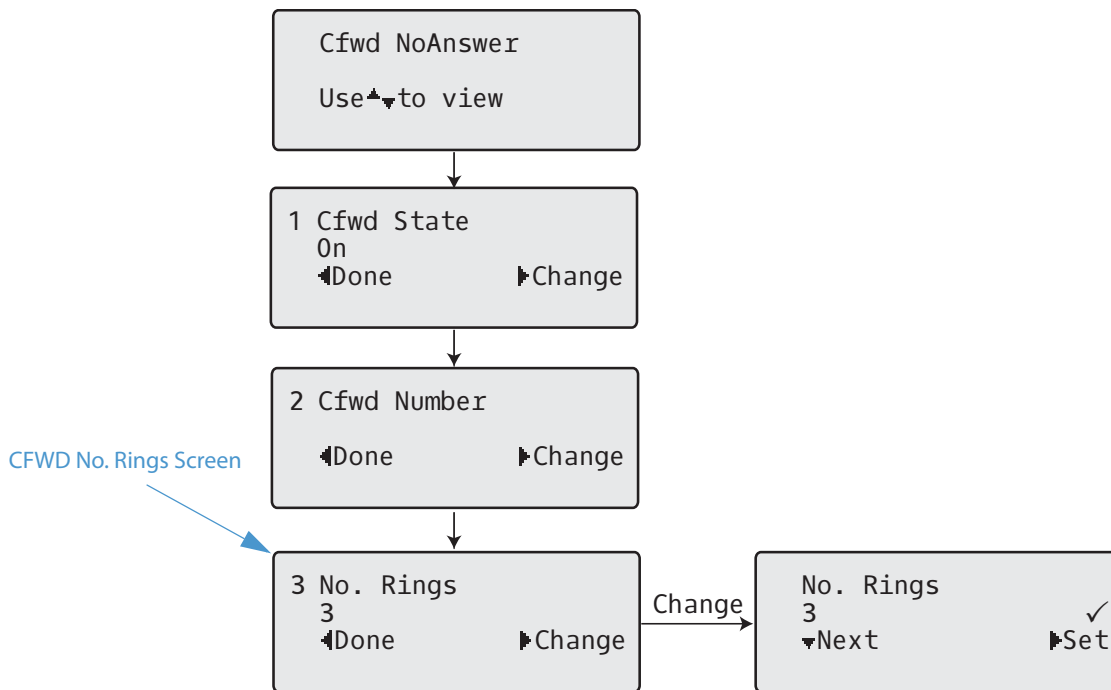 Cfwd NoAnswer
Use▲▼to view
1 Cfwd State
On
◀Done ▶Change
2 Cfwd Number
◀Done ▶Change
CFWD No. Rings Screen
3 No. Rings
3
◀Done ▶Change
Change
No. Rings
3 ✓
▼Next ▶Set